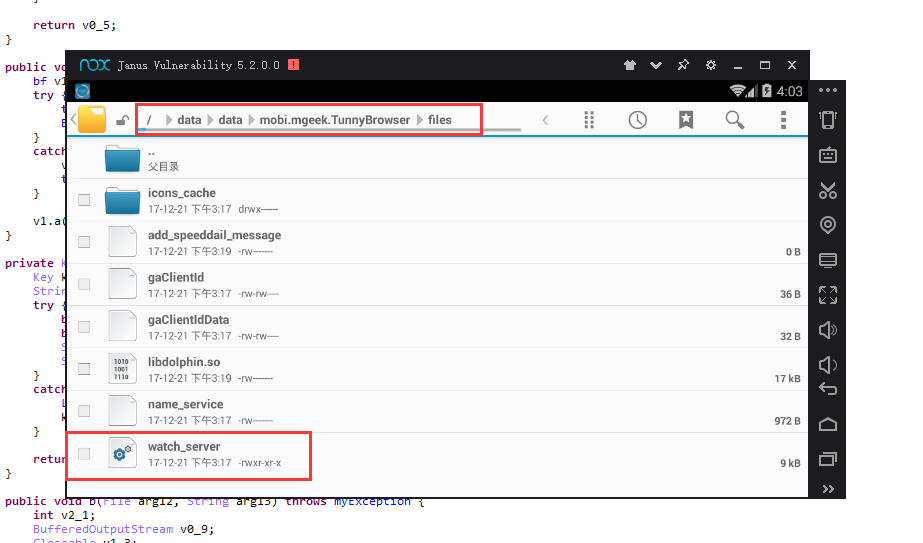 }
return v0_5;
}
public vo
bf v1
try {
t
}
catch
v
t
}
v1.a(
}
private K
Key k
Strin
try {
b
b
S
S
}
catch
k
}
retur
}
nox Janus Vulnerability 5.2.0.0 !
4:03
/ data data mobi.mgeek.TunnyBrowser files
..
父目录
icons_cache
17-12-21 下午3:17 drwx------
add_speeddail_message
17-12-21 下午3:19 -rw-------
0 B
gaClientId
17-12-21 下午3:17 -rw-rw----
36 B
gaClientIdData
17-12-21 下午3:17 -rw-rw----
32 B
1010
1001
1110
libdolphin.so
17-12-21 下午3:19 -rw-------
17 kB
name_service
17-12-21 下午3:17 -rw-------
972 B
watch_server
17-12-21 下午3:17 -rwxr-xr-x
9 kB
public void b(File arg12, String arg13) throws myException {
int v2_1;
BufferedOutputStream v0_9;
Closeable v1_3;